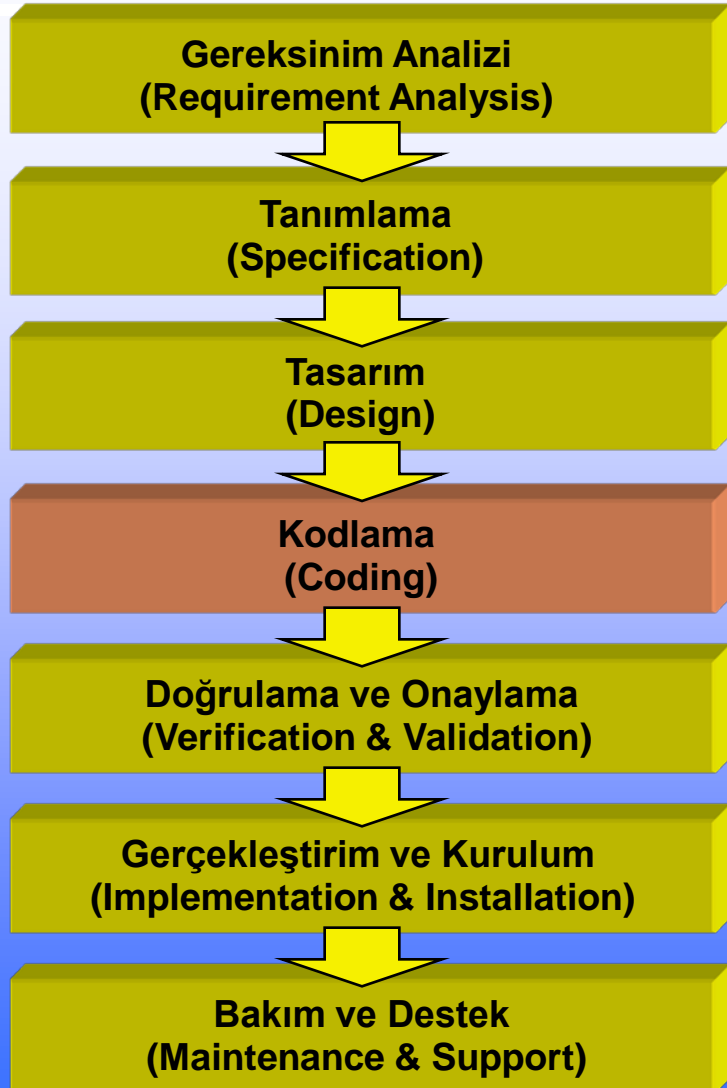 Gereksinim Analizi
(Requirement Analysis)
Tanımlama
(Specification)
Tasarım
(Design)
Kodlama
(Coding)
Doğrulama ve Onaylama
(Verification & Validation)
Gerçekleştirim ve Kurulum
(Implementation & Installation)
Bakım ve Destek
(Maintenance & Support)